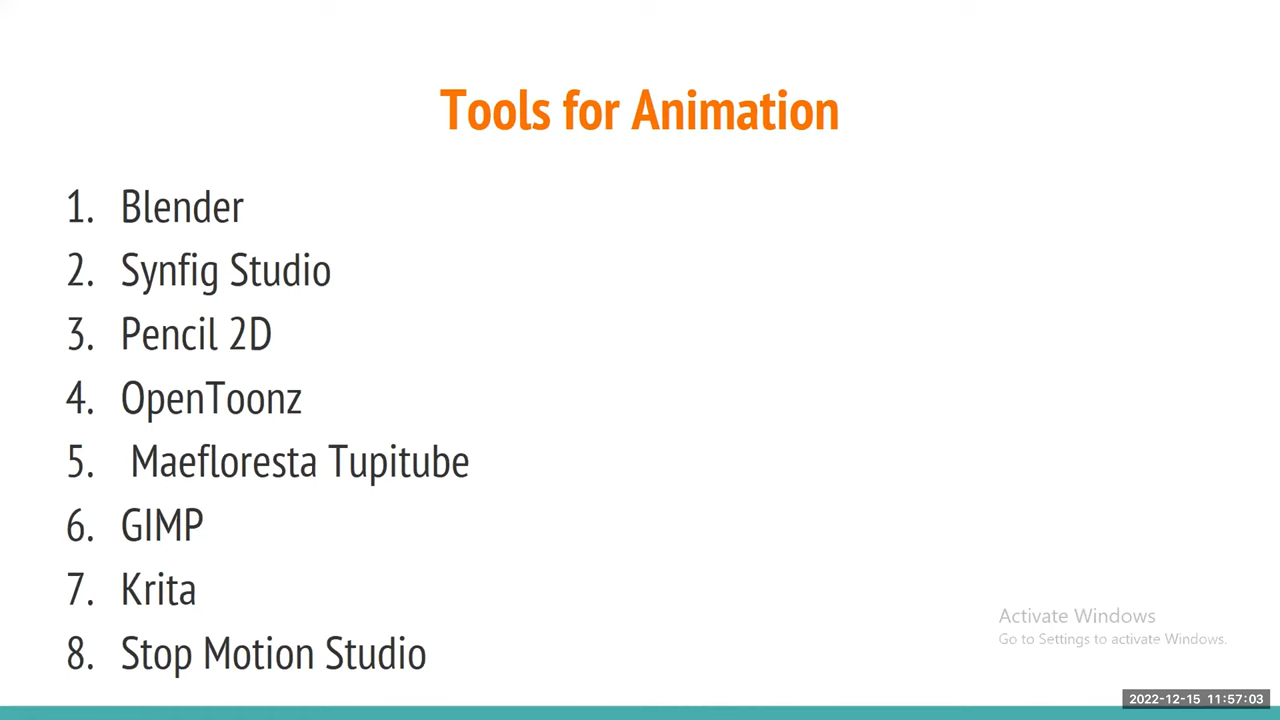 Tools for Animation
1. Blender
2. Synfig Studio
3. Pencil 2D
4. OpenToonz
5. Maefloresta Tupitube
6. GIMP
7. Krita
8. Stop Motion Studio
Activate Windows
Go to Settings to activate Windows.
2022-12-15 11:57:03